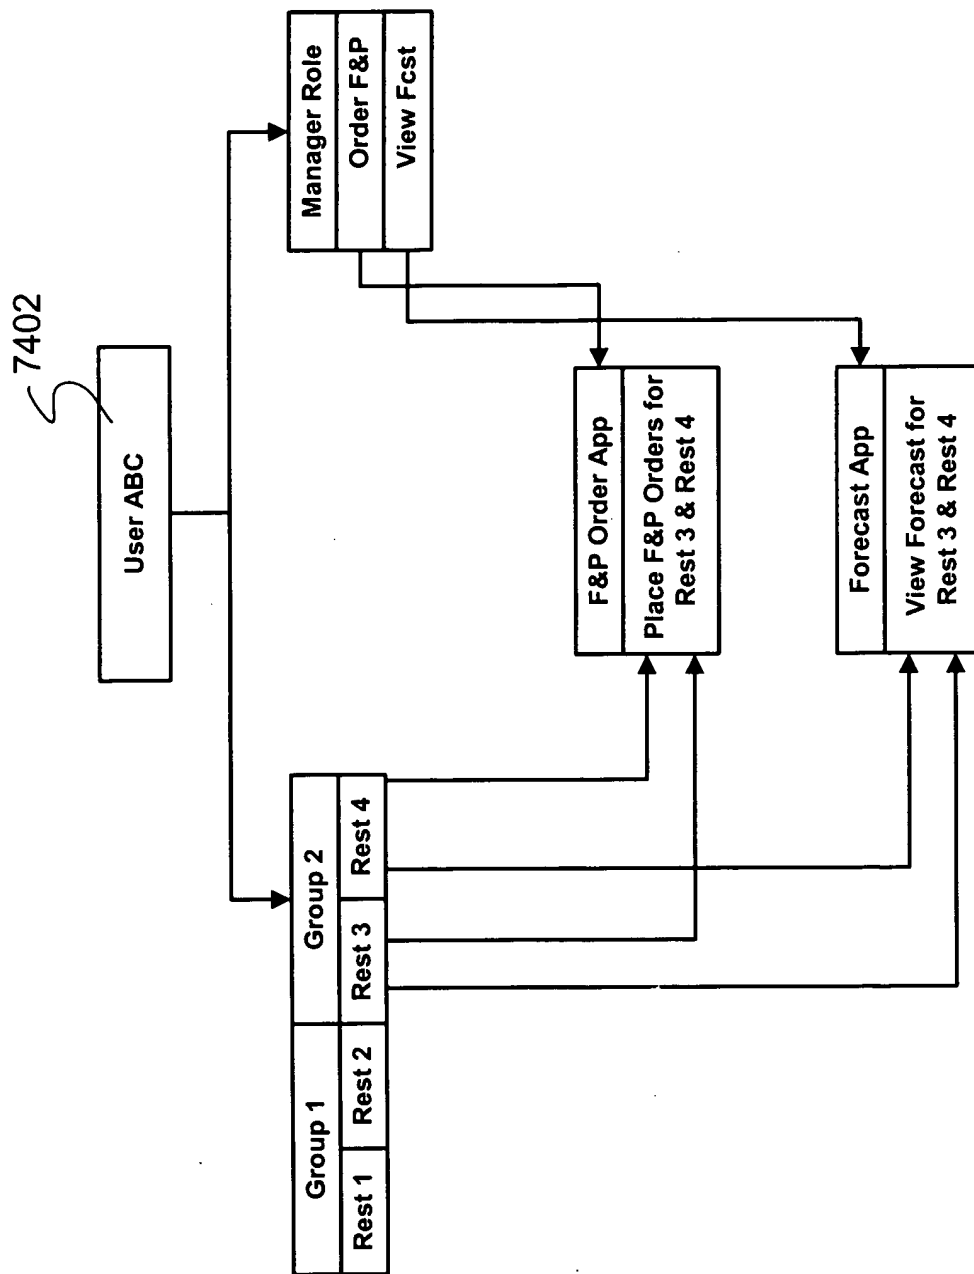 7402
User ABC
Group 1
Group 2
Rest 1
Rest 2
Rest 3
Rest 4
Manager Role
Order F&P
View Fcst
F&P Order App
Place F&P Orders for
Rest 3 & Rest 4
Forecast App
View Forecast for
Rest 3 & Rest 4